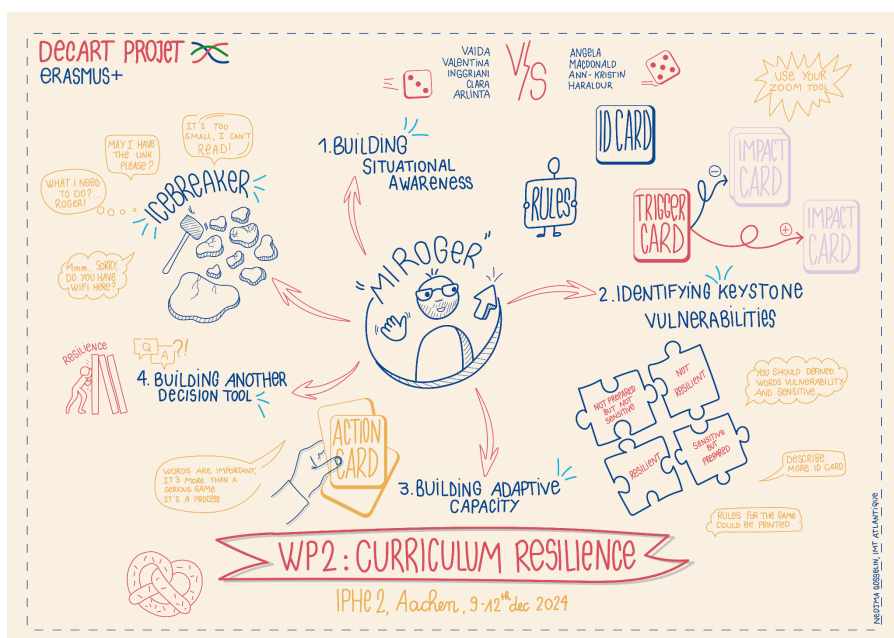 DECART PROJET
ERASMUS+
VAIDA
VALENTINA
INGGRIANI
CLARA
ARLINTA
V/S
ANGELA
MACDONALD
ANN-KRISTIN
HARALDUR
USE YOUR
ZOOM TOOL
IT'S TOO
SMALL, I CAN'T
READ!
MAY I HAVE
THE LINK
PLEASE?
WHAT I NEED
TO DO?
ROGER!
ICEBREAKER
Mmm... SORRY,
DO YOU HAVE
WIFI HERE?
1. BUILDING
SITUATIONAL
AWARENESS
ID CARD
RULES
TRIGGER
CARD
IMPACT
CARD
IMPACT
CARD
"MIROGER"
2. IDENTIFYING KEYSTONE
VULNERABILITIES
NOT PREPARED
BUT NOT
SENSITIVE
NOT
RESILIENT
RESILIENT
SENSITIVE
BUT
PREPARED
YOU SHOULD DEFINED
WORDS VULNERABILITY
AND SENSITIVE
DESCRIBE
MORE ID CARD
RULES FOR THE GAME
COULD BE PRINTED
RESILIENCE
Q A ?!
4. BUILDING ANOTHER
DECISION TOOL
ACTION
CARD
WORDS ARE IMPORTANT,
IT'S MORE THAN A
SERIOUS GAME
IT'S A PROCESS
3. BUILDING ADAPTIVE
CAPACITY
WP2: CURRICULUM RESILIENCE
IPHE 2, Aachen, 9-12th dec 2024
NEDJMA GOSSELIN, IMT ATLANTIQUE